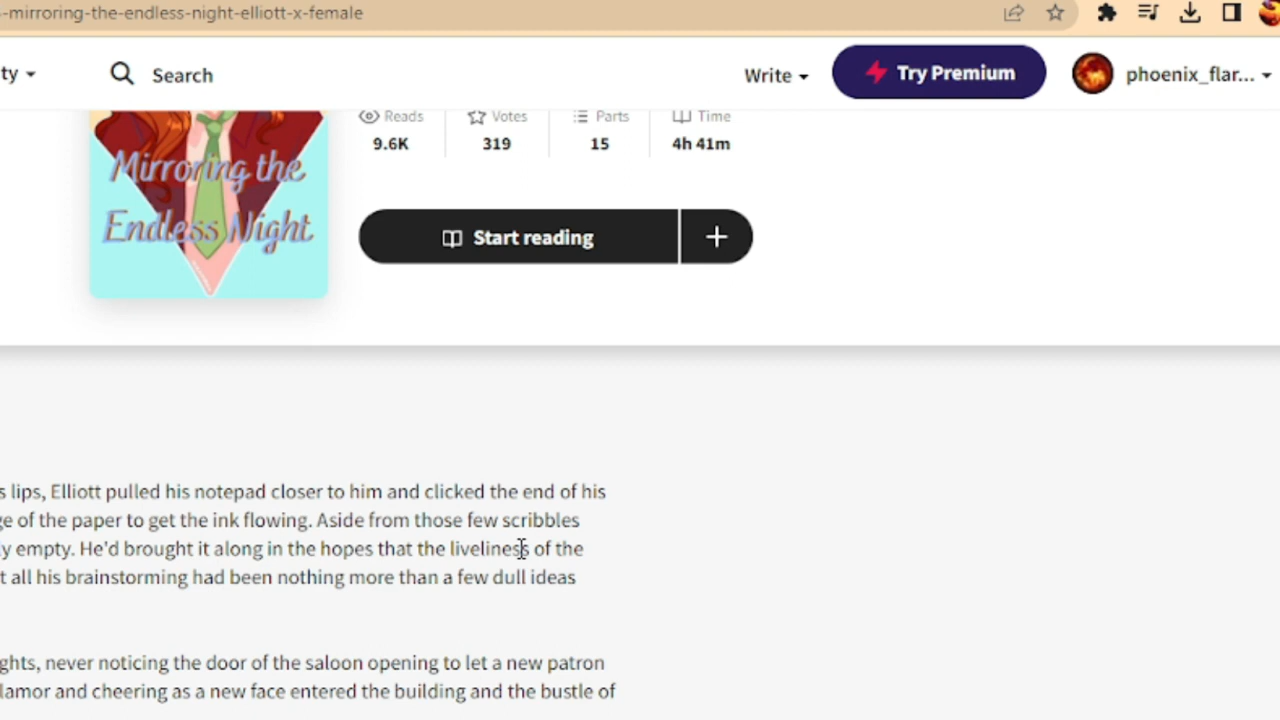 -mirroring-the-endless-night-elliott-x-female
ty
Search
Write
Try Premium
phoenix_flar...
Mirroring the
Endless Night
Reads
Votes
Parts
Time
9.6K
319
15
4h 41m
Start reading
s lips, Elliott pulled his notepad closer to him and clicked the end of his
ge of the paper to get the ink flowing. Aside from those few scribbles
ly empty. He'd brought it along in the hopes that the liveliness of the
t all his brainstorming had been nothing more than a few dull ideas
ghts, never noticing the door of the saloon opening to let a new patron
lamor and cheering as a new face entered the building and the bustle of